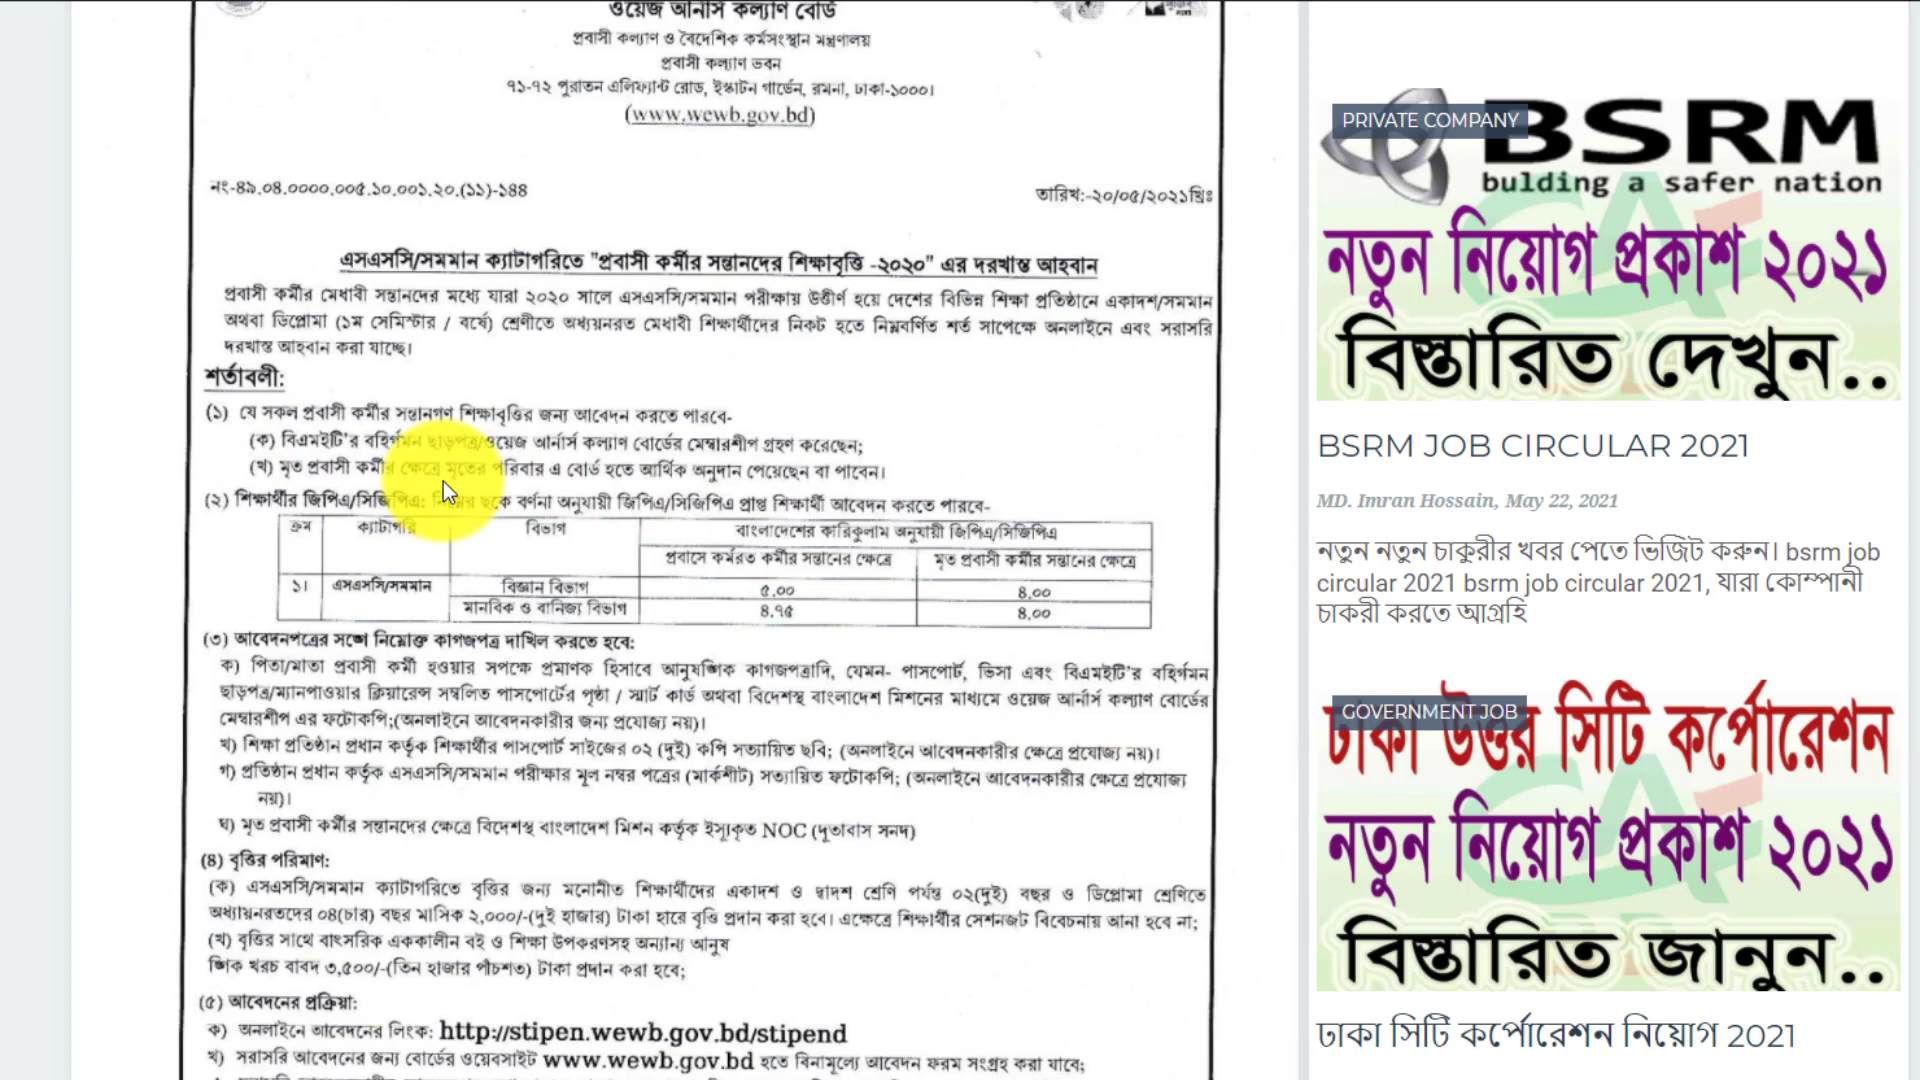 ওয়েজ আর্নার্স কল্যাণ বোর্ড
প্রবাসী কল্যাণ ও বৈদেশিক কর্মসংস্থান মন্ত্রণালয়
প্রবাসী কল্যাণ ভবন
৭১-৭২ পুরাতন এলিফ্যান্ট রোড, ইস্কাটন গার্ডেন, রমনা, ঢাকা-১০০০।
(www.wewb.gov.bd)
নং-৪৯.০৪.০০০০.০০৫.১০.০০১.২০.(১১)-১৪৪
তারিখ:-২০/০৫/২০২১খ্রিঃ
এসএসসি/সমমান ক্যাটাগরিতে "প্রবাসী কর্মীর সন্তানদের শিক্ষাবৃত্তি -২০২০" এর দরখাস্ত আহবান
প্রবাসী কর্মীর মেধাবী সন্তানদের মধ্যে যারা ২০২০ সালে এসএসসি/সমমান পরীক্ষায় উত্তীর্ণ হয়ে দেশের বিভিন্ন শিক্ষা প্রতিষ্ঠানে একাদশ/সমমান
অথবা ডিপ্লোমা (১ম সেমিস্টার / বর্ষে) শ্রেণীতে অধ্যয়নরত মেধাবী শিক্ষার্থীদের নিকট হতে নিম্নবর্ণিত শর্ত সাপেক্ষে অনলাইনে এবং সরাসরি
দরখাস্ত আহবান করা যাচ্ছে।
শর্তাবলী:
(১) যে সকল প্রবাসী কর্মীর সন্তানগণ শিক্ষাবৃত্তির জন্য আবেদন করতে পারবে-
(ক) বিএমইটি'র বহির্গমন ছাড়পত্র/ওয়েজ আর্নার্স কল্যাণ বোর্ডের মেম্বারশীপ গ্রহণ করেছেন;
(খ) মৃত প্রবাসী কর্মীর ক্ষেত্রে মৃতের পরিবার এ বোর্ড হতে আর্থিক অনুদান পেয়েছেন বা পাবেন।
(২) শিক্ষার্থীর জিপিএ/সিজিপিএ: নিম্নের ছকে বর্ণনা অনুযায়ী জিপিএ/সিজিপিএ প্রাপ্ত শিক্ষার্থী আবেদন করতে পারবে-
ক্রম ক্যাটাগরি বিভাগ বাংলাদেশের কারিকুলাম অনুযায়ী জিপিএ/সিজিপিএ
প্রবাসে কর্মরত কর্মীর সন্তানের ক্ষেত্রে মৃত প্রবাসী কর্মীর সন্তানের ক্ষেত্রে
১। এসএসসি/সমমান বিজ্ঞান বিভাগ ৫.০০ ৪.০০
মানবিক ও বানিজ্য বিভাগ ৪.৭৫ ৪.০০
(৩) আবেদনপত্রের সঙ্গে নিম্নোক্ত কাগজপত্র দাখিল করতে হবে:
ক) পিতা/মাতা প্রবাসী কর্মী হওয়ার সপক্ষে প্রমাণক হিসাবে আনুষঙ্গিক কাগজপত্রাদি, যেমন- পাসপোর্ট, ভিসা এবং বিএমইটি'র বহির্গমন
ছাড়পত্র/ম্যানপাওয়ার ক্লিয়ারেন্স সম্বলিত পাসপোর্টের পৃষ্ঠা / স্মার্ট কার্ড অথবা বিদেশস্থ বাংলাদেশ মিশনের মাধ্যমে ওয়েজ আর্নার্স কল্যাণ বোর্ডের
মেম্বারশীপ এর ফটোকপি;(অনলাইনে আবেদনকারীর জন্য প্রযোজ্য নয়)।
খ) শিক্ষা প্রতিষ্ঠান প্রধান কর্তৃক শিক্ষার্থীর পাসপোর্ট সাইজের ০২ (দুই) কপি সত্যায়িত ছবি; (অনলাইনে আবেদনকারীর ক্ষেত্রে প্রযোজ্য নয়)।
গ) প্রতিষ্ঠান প্রধান কর্তৃক এসএসসি/সমমান পরীক্ষার মূল নম্বর পত্রের (মার্কশীট) সত্যায়িত ফটোকপি; (অনলাইনে আবেদনকারীর ক্ষেত্রে প্রযোজ্য
নয়)।
ঘ) মৃত প্রবাসী কর্মীর সন্তানদের ক্ষেত্রে বিদেশস্থ বাংলাদেশ মিশন কর্তৃক ইস্যুকৃত NOC (দূতাবাস সনদ)
(৪) বৃত্তির পরিমাণ:
(ক) এসএসসি/সমমান ক্যাটাগরিতে বৃত্তির জন্য মনোনীত শিক্ষার্থীদের একাদশ ও দ্বাদশ শ্রেণি পর্যন্ত ০২(দুই) বছর ও ডিপ্লোমা শ্রেণিতে
অধ্যায়নরতদের ০৪(চার) বছর মাসিক ২,০০০/-(দুই হাজার) টাকা হারে বৃত্তি প্রদান করা হবে। এক্ষেত্রে শিক্ষার্থীর সেশনজট বিবেচনায় আনা হবে না;
(খ) বৃত্তির সাথে বাৎসরিক এককালীন বই ও শিক্ষা উপকরণসহ অন্যান্য আনুষ
ঙ্গিক খরচ বাবদ ৩,৫০০/-(তিন হাজার পাঁচশত) টাকা প্রদান করা হবে;
(৫) আবেদনের প্রক্রিয়া:
ক) অনলাইনে আবেদনের লিংক: http://stipen.wewb.gov.bd/stipend
খ) সরাসরি আবেদনের জন্য বোর্ডের ওয়েবসাইট www.wewb.gov.bd হতে বিনামূল্যে আবেদন ফরম সংগ্রহ করা যাবে;
PRIVATE COMPANY
BSRM
bulding a safer nation
নতুন নিয়োগ প্রকাশ ২০২১
বিস্তারিত দেখুন..
BSRM JOB CIRCULAR 2021
MD. Imran Hossain, May 22, 2021
নতুন নতুন চাকুরীর খবর পেতে ভিজিট করুন। bsrm job
circular 2021 bsrm job circular 2021, যারা কোম্পানী
চাকরী করতে আগ্রহি
GOVERNMENT JOB
ঢাকা উত্তর সিটি কর্পোরেশন
নতুন নিয়োগ প্রকাশ ২০২১
বিস্তারিত জানুন..
ঢাকা সিটি কর্পোরেশন নিয়োগ 2021